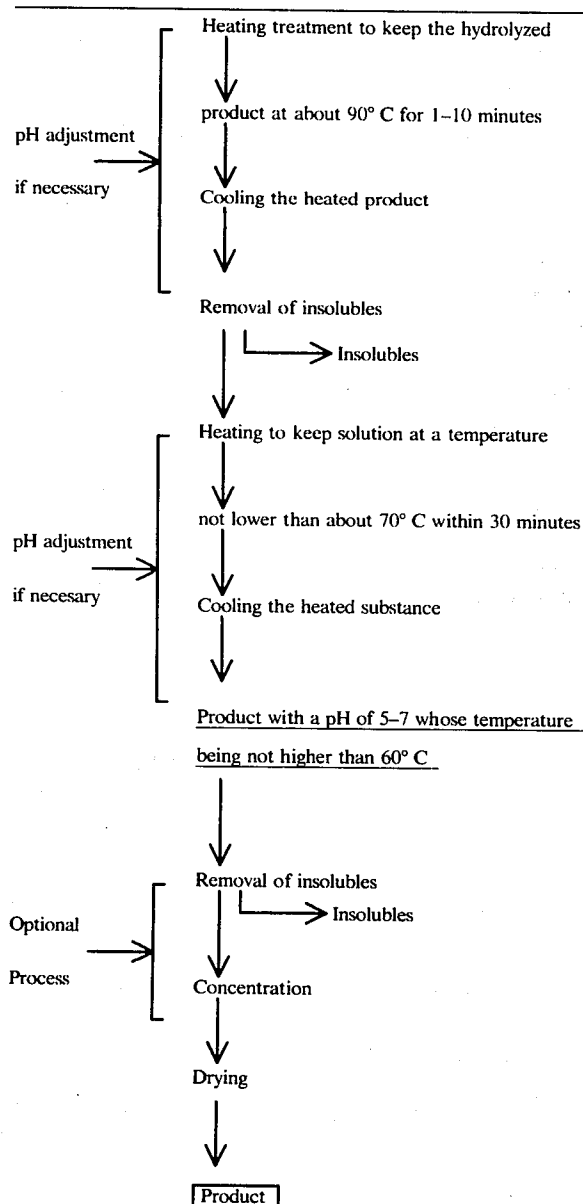 Heating treatment to keep the hydrolyzed
product at about 90° C for 1–10 minutes
pH adjustment
if necessary
Cooling the heated product
Removal of insolubles
Insolubles
Heating to keep solution at a temperature
not lower than about 70° C within 30 minutes
pH adjustment
if necesary
Cooling the heated substance
Product with a pH of 5–7 whose temperature
being not higher than 60° C
Removal of insolubles
Insolubles
Optional
Process
Concentration
Drying
Product